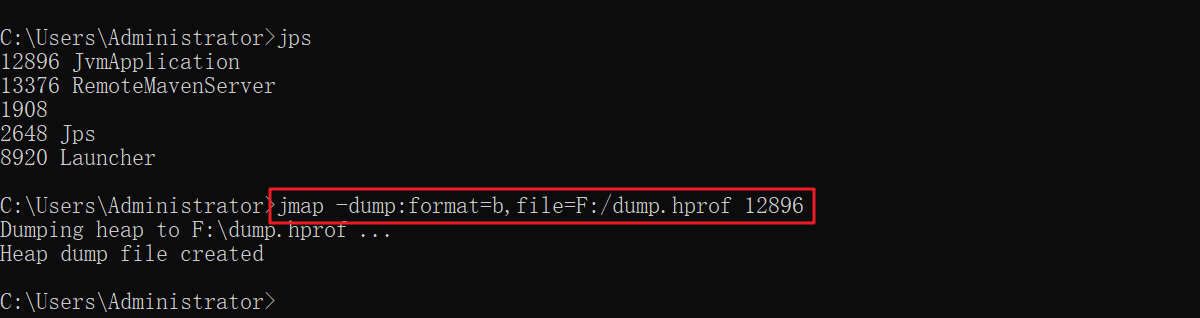 C:\Users\Administrator>jps
12896 JvmApplication
13376 RemoteMavenServer
1908
2648 Jps
8920 Launcher
C:\Users\Administrator>jmap -dump:format=b,file=F:/dump.hprof 12896
Dumping heap to F:\dump.hprof ...
Heap dump file created
C:\Users\Administrator>